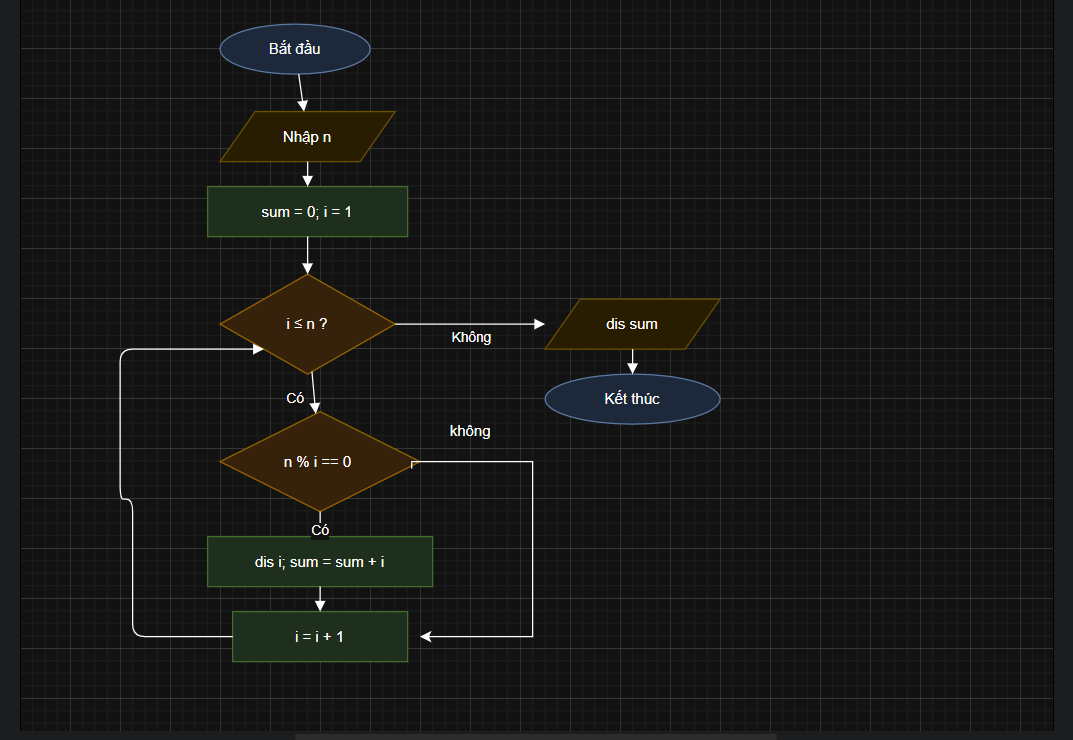 Bắt đầu
Nhập n
sum = 0; i = 1
i ≤ n ?
Không
dis sum
Kết thúc
Có
không
n % i == 0
Có
dis i; sum = sum + i
i = i + 1